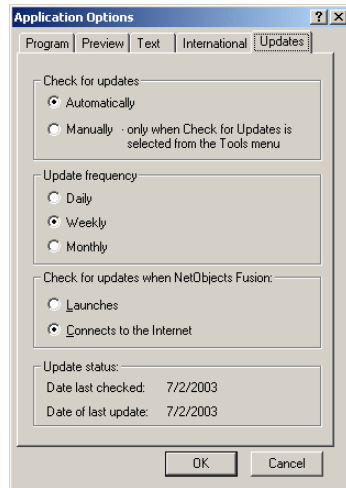 Application Options
Program Preview Text International Updates
Check for updates
Automatically
Manually - only when Check for Updates is
selected from the Tools menu
Update frequency
Daily
Weekly
Monthly
Check for updates when NetObjects Fusion:
Launches
Connects to the Internet
Update status:
Date last checked: 7/2/2003
Date of last update: 7/2/2003
OK Cancel